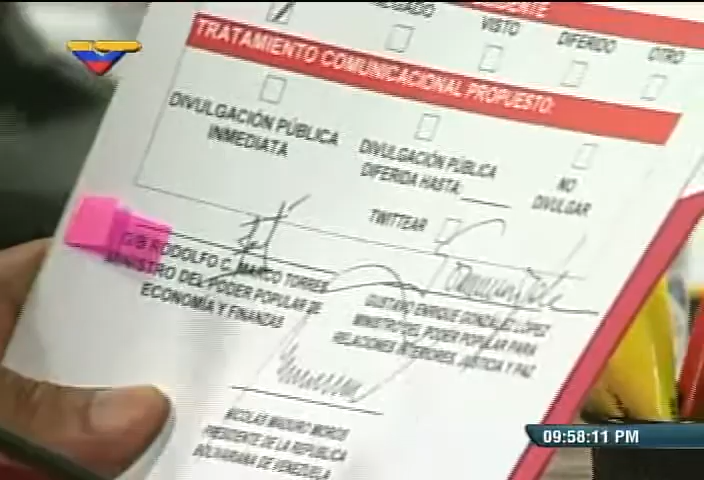 VISTO
DIFERIDO
OTRO
TRATAMIENTO COMUNICACIONAL PROPUESTO:
DIVULGACIÓN PÚBLICA
INMEDIATA
DIVULGACIÓN PÚBLICA
DIFERIDA HASTA:
NO
DIVULGAR
TWITTEAR
G/B RODOLFO C. MARCO TORRES
MINISTRO DEL PODER POPULAR DE
ECONOMÍA Y FINANZAS
GUSTAVO ENRIQUE GONZÁLEZ LÓPEZ
MINISTRO DEL PODER POPULAR PARA
RELACIONES INTERIORES, JUSTICIA Y PAZ
NICOLÁS MADURO MOROS
PRESIDENTE DE LA REPÚBLICA
BOLIVARIANA DE VENEZUELA
09:58:11 PM